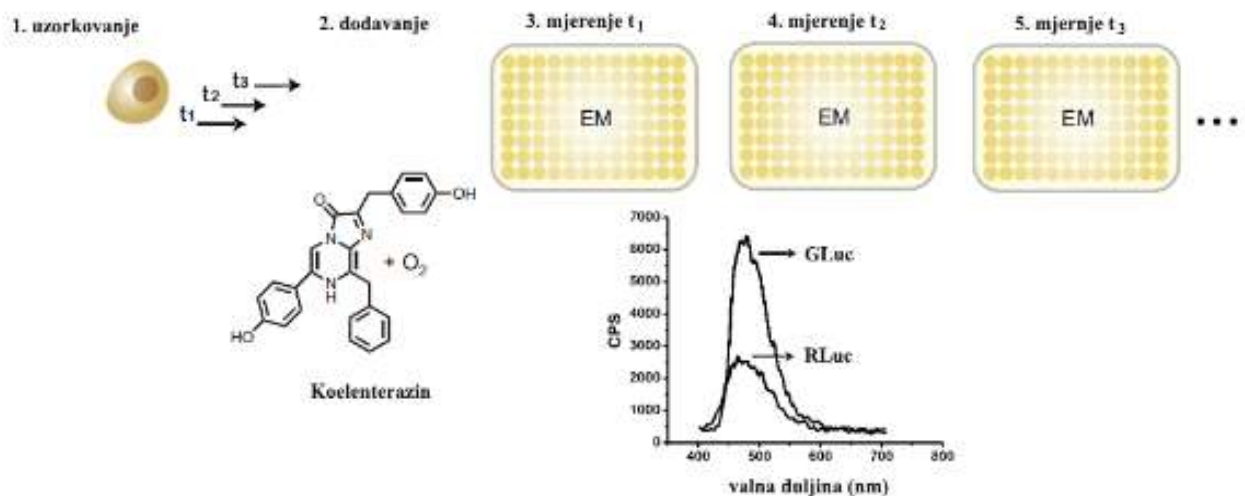 1. uzorkovanje
2. dodavanje
3. mjerenje t1
4. mjerenje t2
5. mjernje t3
t1
t2
t3
EM
EM
EM
...
O
OH
N
N
+ O2
N
H
HO
Koelenterazin
7000
6000
5000
4000
3000
2000
1000
0
CPS
GLuc
RLuc
400
500
600
700
800
valna duljina (nm)